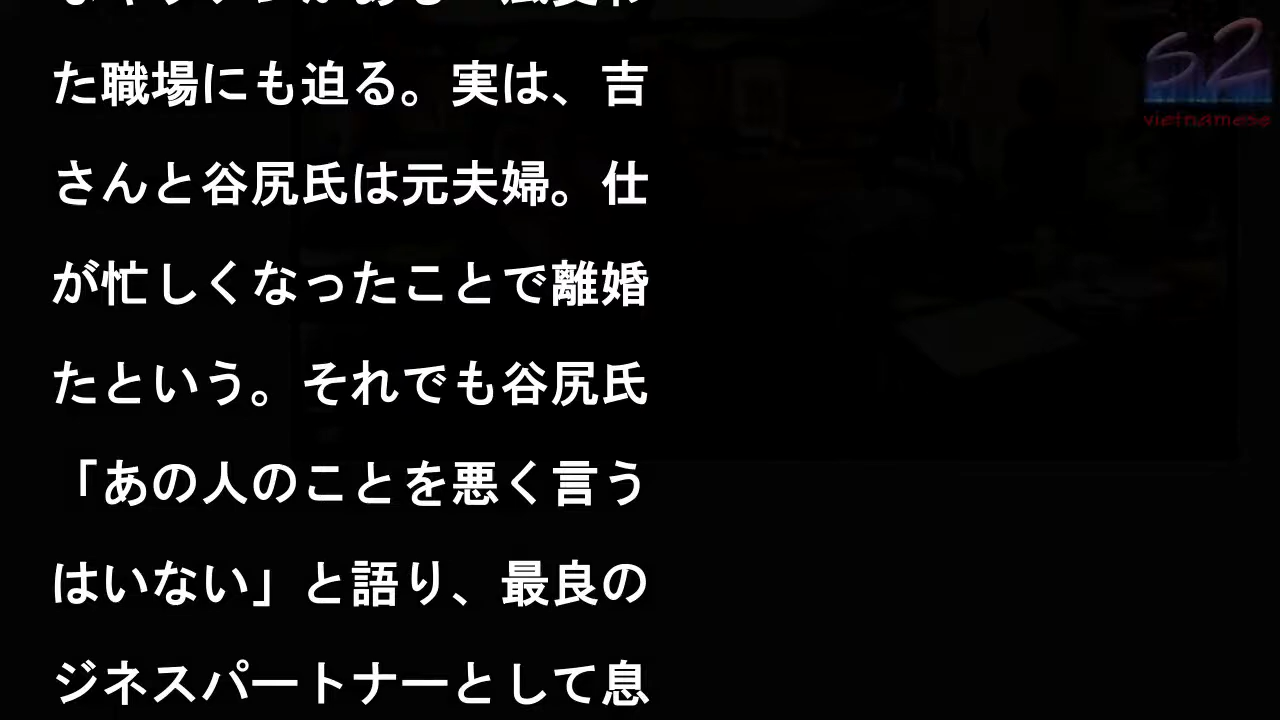 た職場にも迫る。実は、吉
さんと谷尻氏は元夫婦。仕
が忙しくなったことで離婚
たという。それでも谷尻氏
「あの人のことを悪く言う
はいない」と語り、最良の
ジネスパートナーとして息
S2
vietnamese